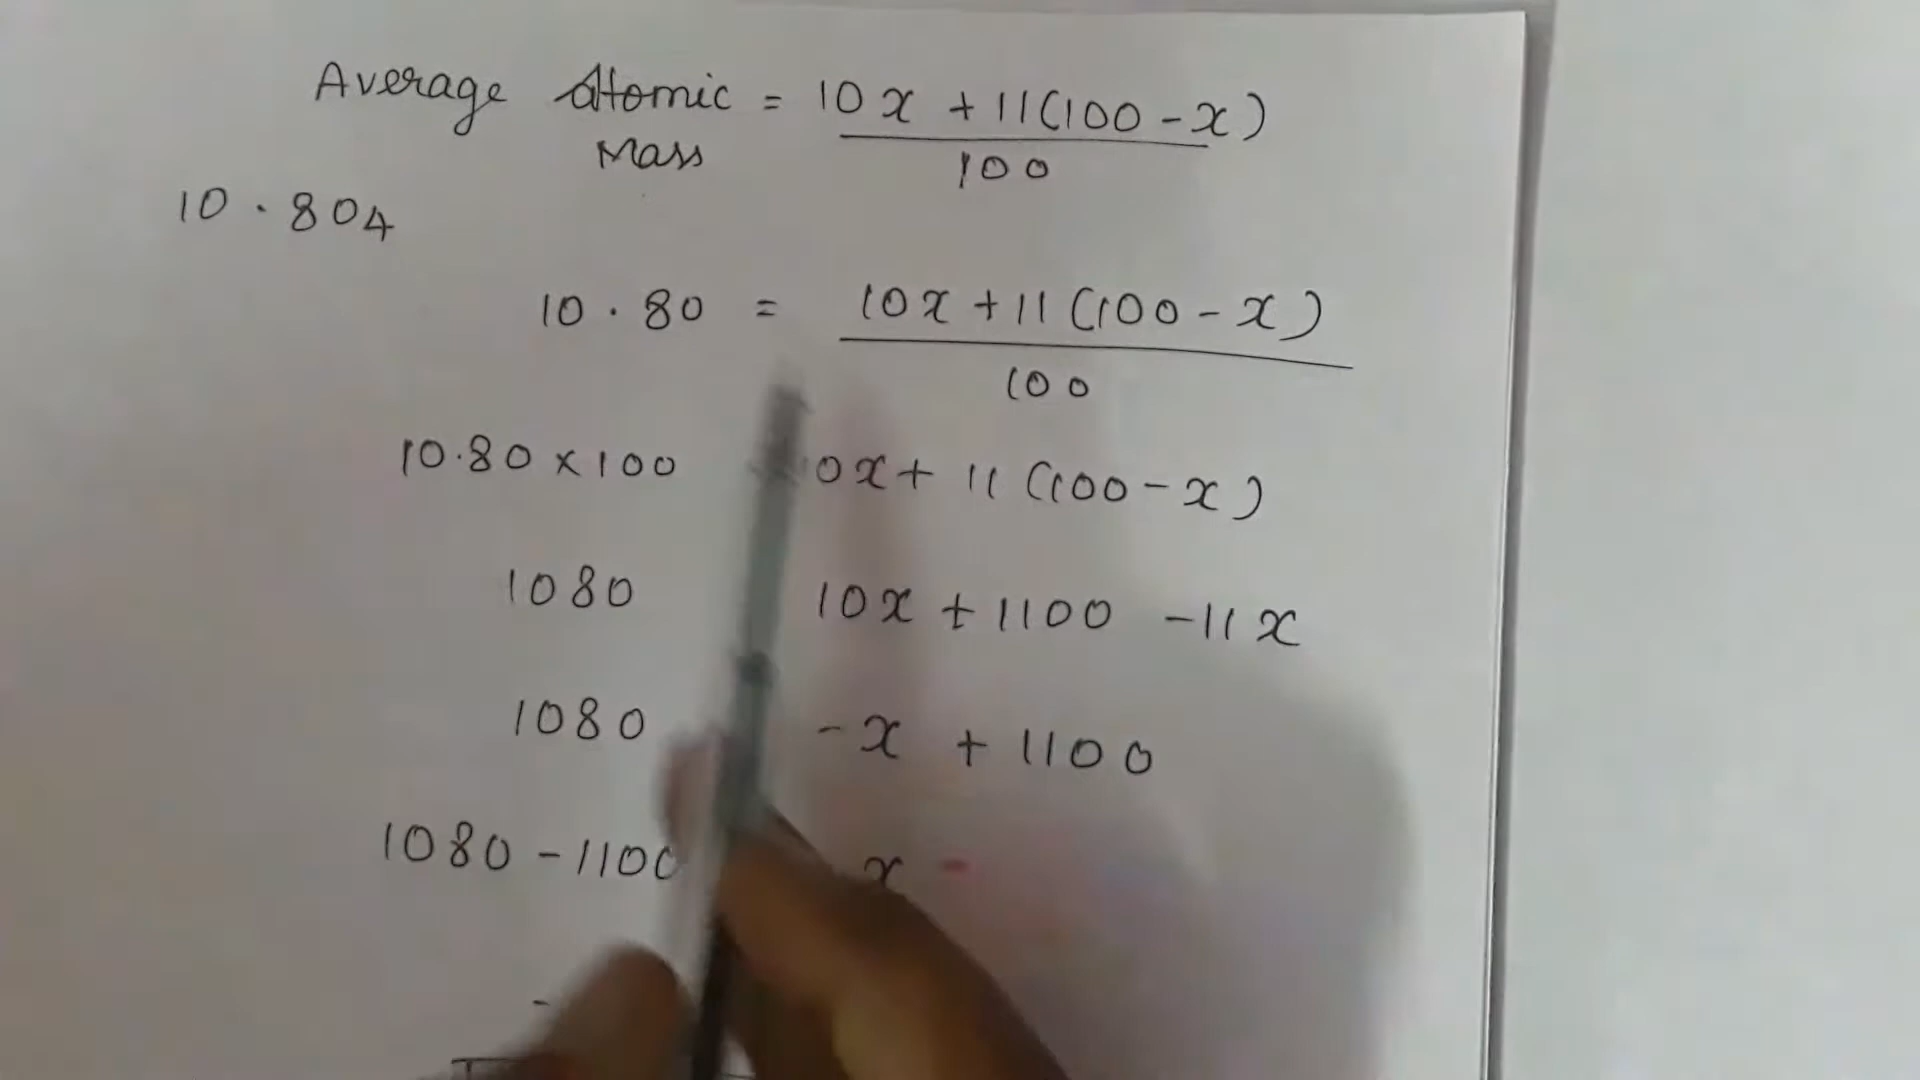 Average Atomic = 10x + 11(100 - x)
Mass 100
10.804
10.80 = 10x + 11(100 - x)
100
10.80 x 100 0x + 11(100 - x)
1080 10x + 1100 - 11x
1080 -x + 1100
1080 - 1100 x